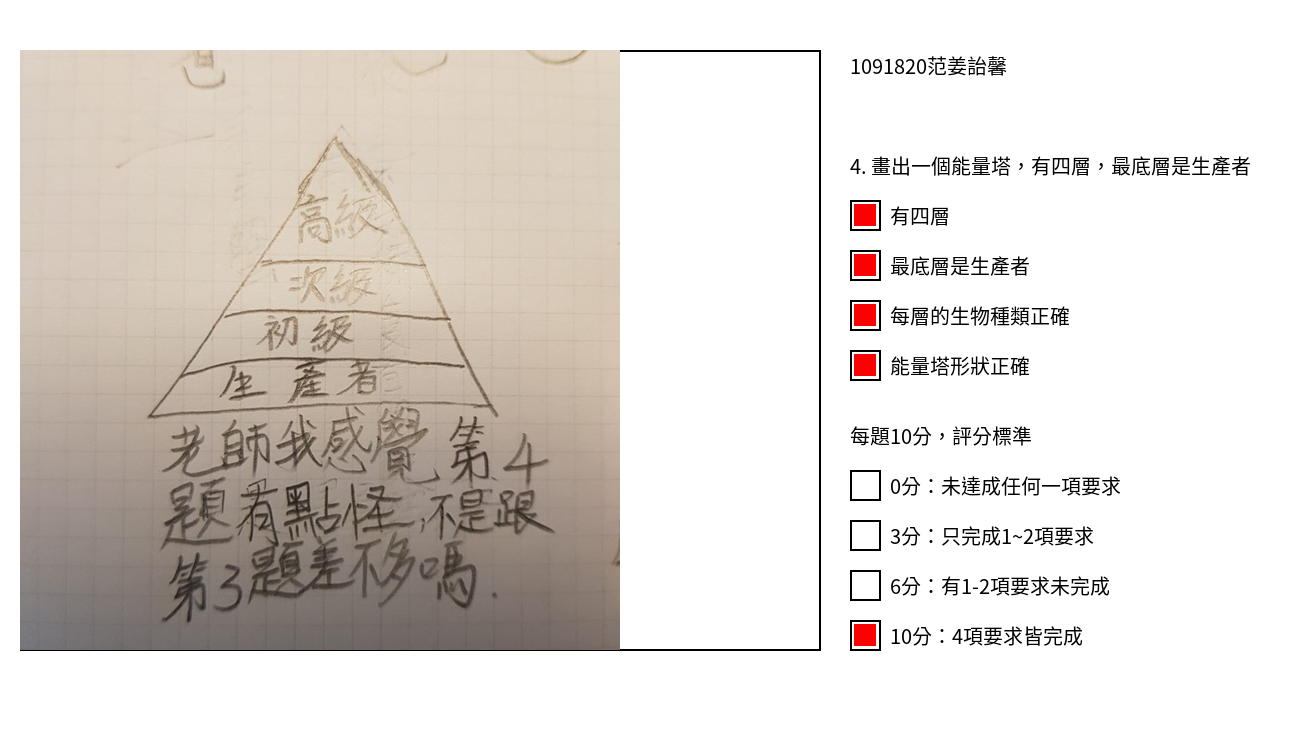 1091820范姜詒馨
4. 畫出一個能量塔，有四層，最底層是生產者
有四層
最底層是生產者
每層的生物種類正確
能量塔形狀正確
每題10分，評分標準
0分：未達成任何一項要求
3分：只完成1~2項要求
6分：有1-2項要求未完成
10分：4項要求皆完成
高級
次級
初級
生產者
老師我感覺第4
題有點怪,不是跟
第3題差不多嗎.